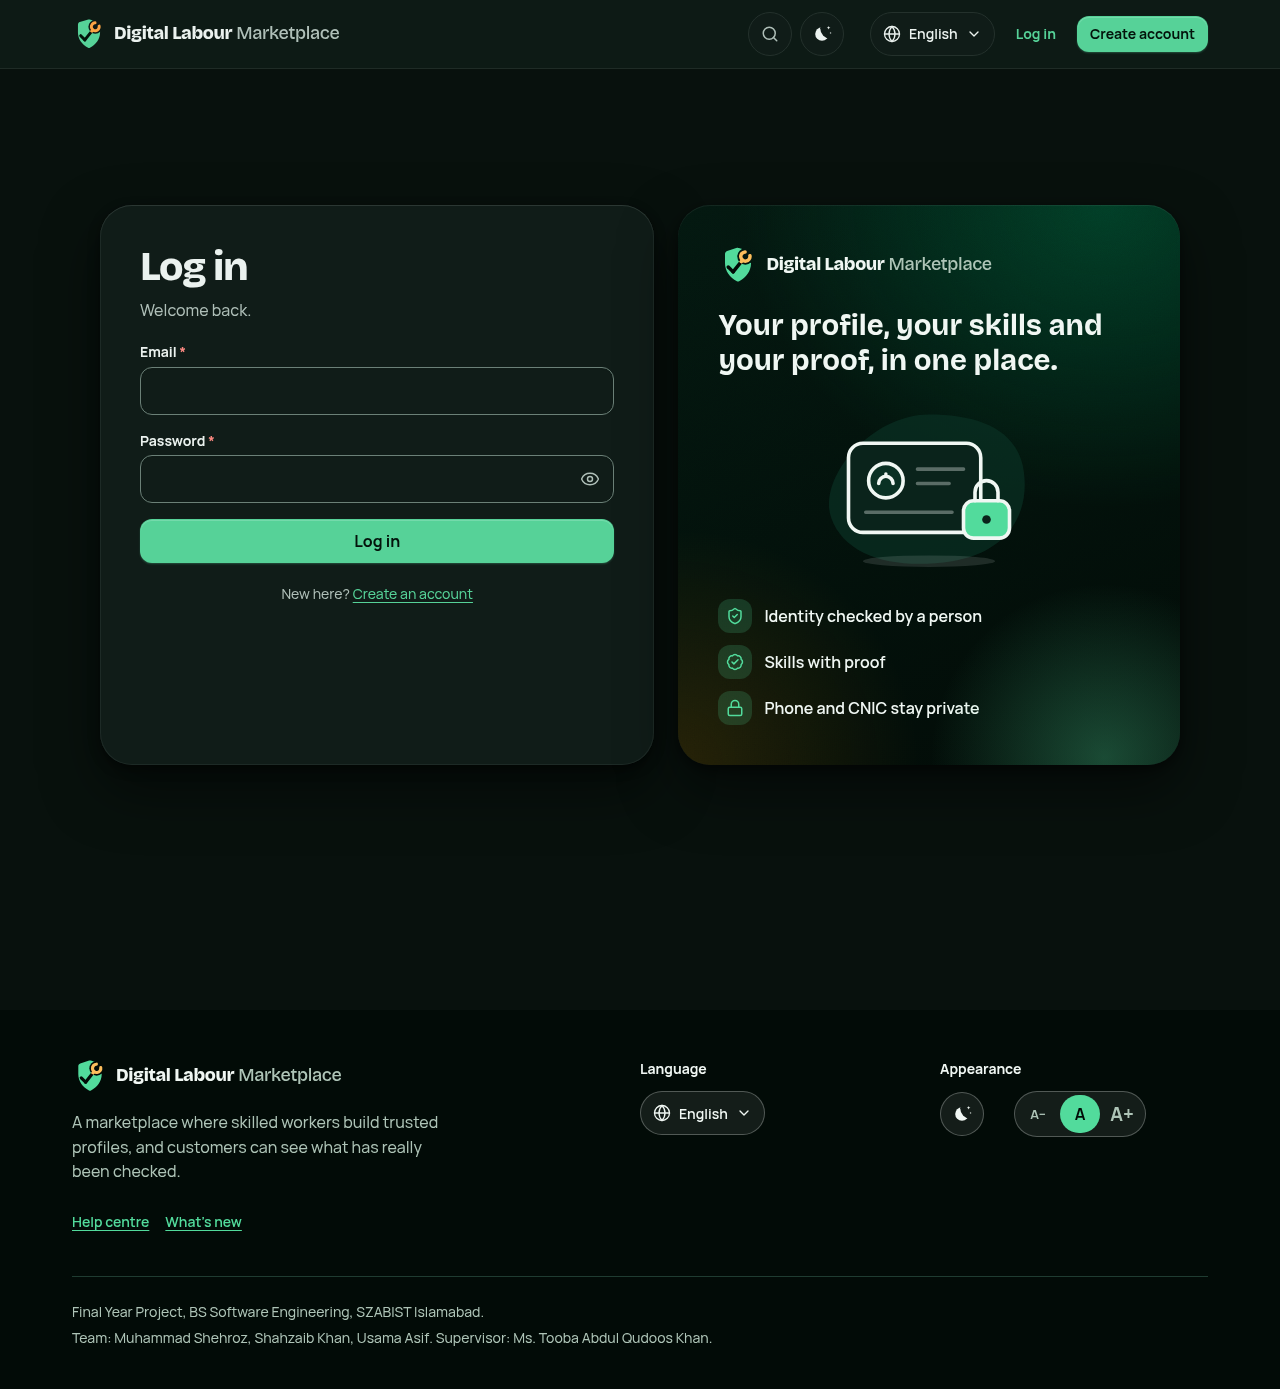 Digital Labour Marketplace
English
Log in
Create account
Log in
Welcome back.
Email *
Password *
Log in
New here? Create an account
Digital Labour Marketplace
Your profile, your skills and
your proof, in one place.
Identity checked by a person
Skills with proof
Phone and CNIC stay private
Digital Labour Marketplace
A marketplace where skilled workers build trusted
profiles, and customers can see what has really
been checked.
Help centre
What's new
Language
English
Appearance
A−
A
A+
Final Year Project, BS Software Engineering, SZABIST Islamabad.
Team: Muhammad Shehroz, Shahzaib Khan, Usama Asif. Supervisor: Ms. Tooba Abdul Qudoos Khan.